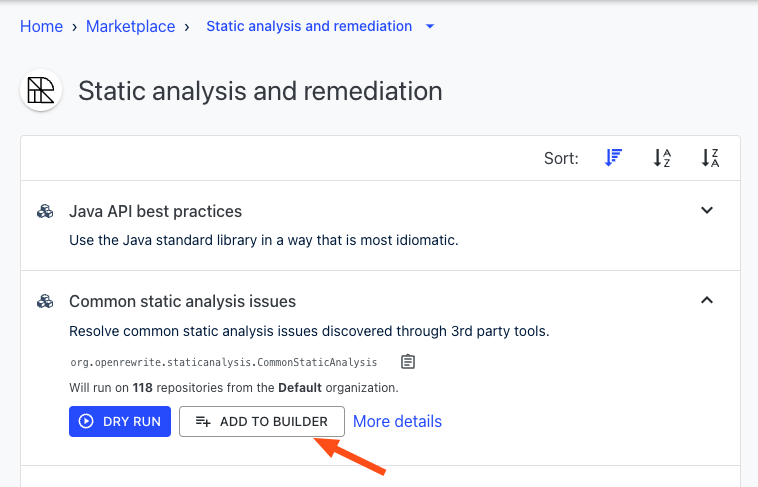 Home › Marketplace › Static analysis and remediation
Static analysis and remediation
Sort: A Z Z A
Java API best practices
Use the Java standard library in a way that is most idiomatic.
Common static analysis issues
Resolve common static analysis issues discovered through 3rd party tools.
org.openrewrite.staticanalysis.CommonStaticAnalysis
Will run on 118 repositories from the Default organization.
DRY RUN ADD TO BUILDER More details